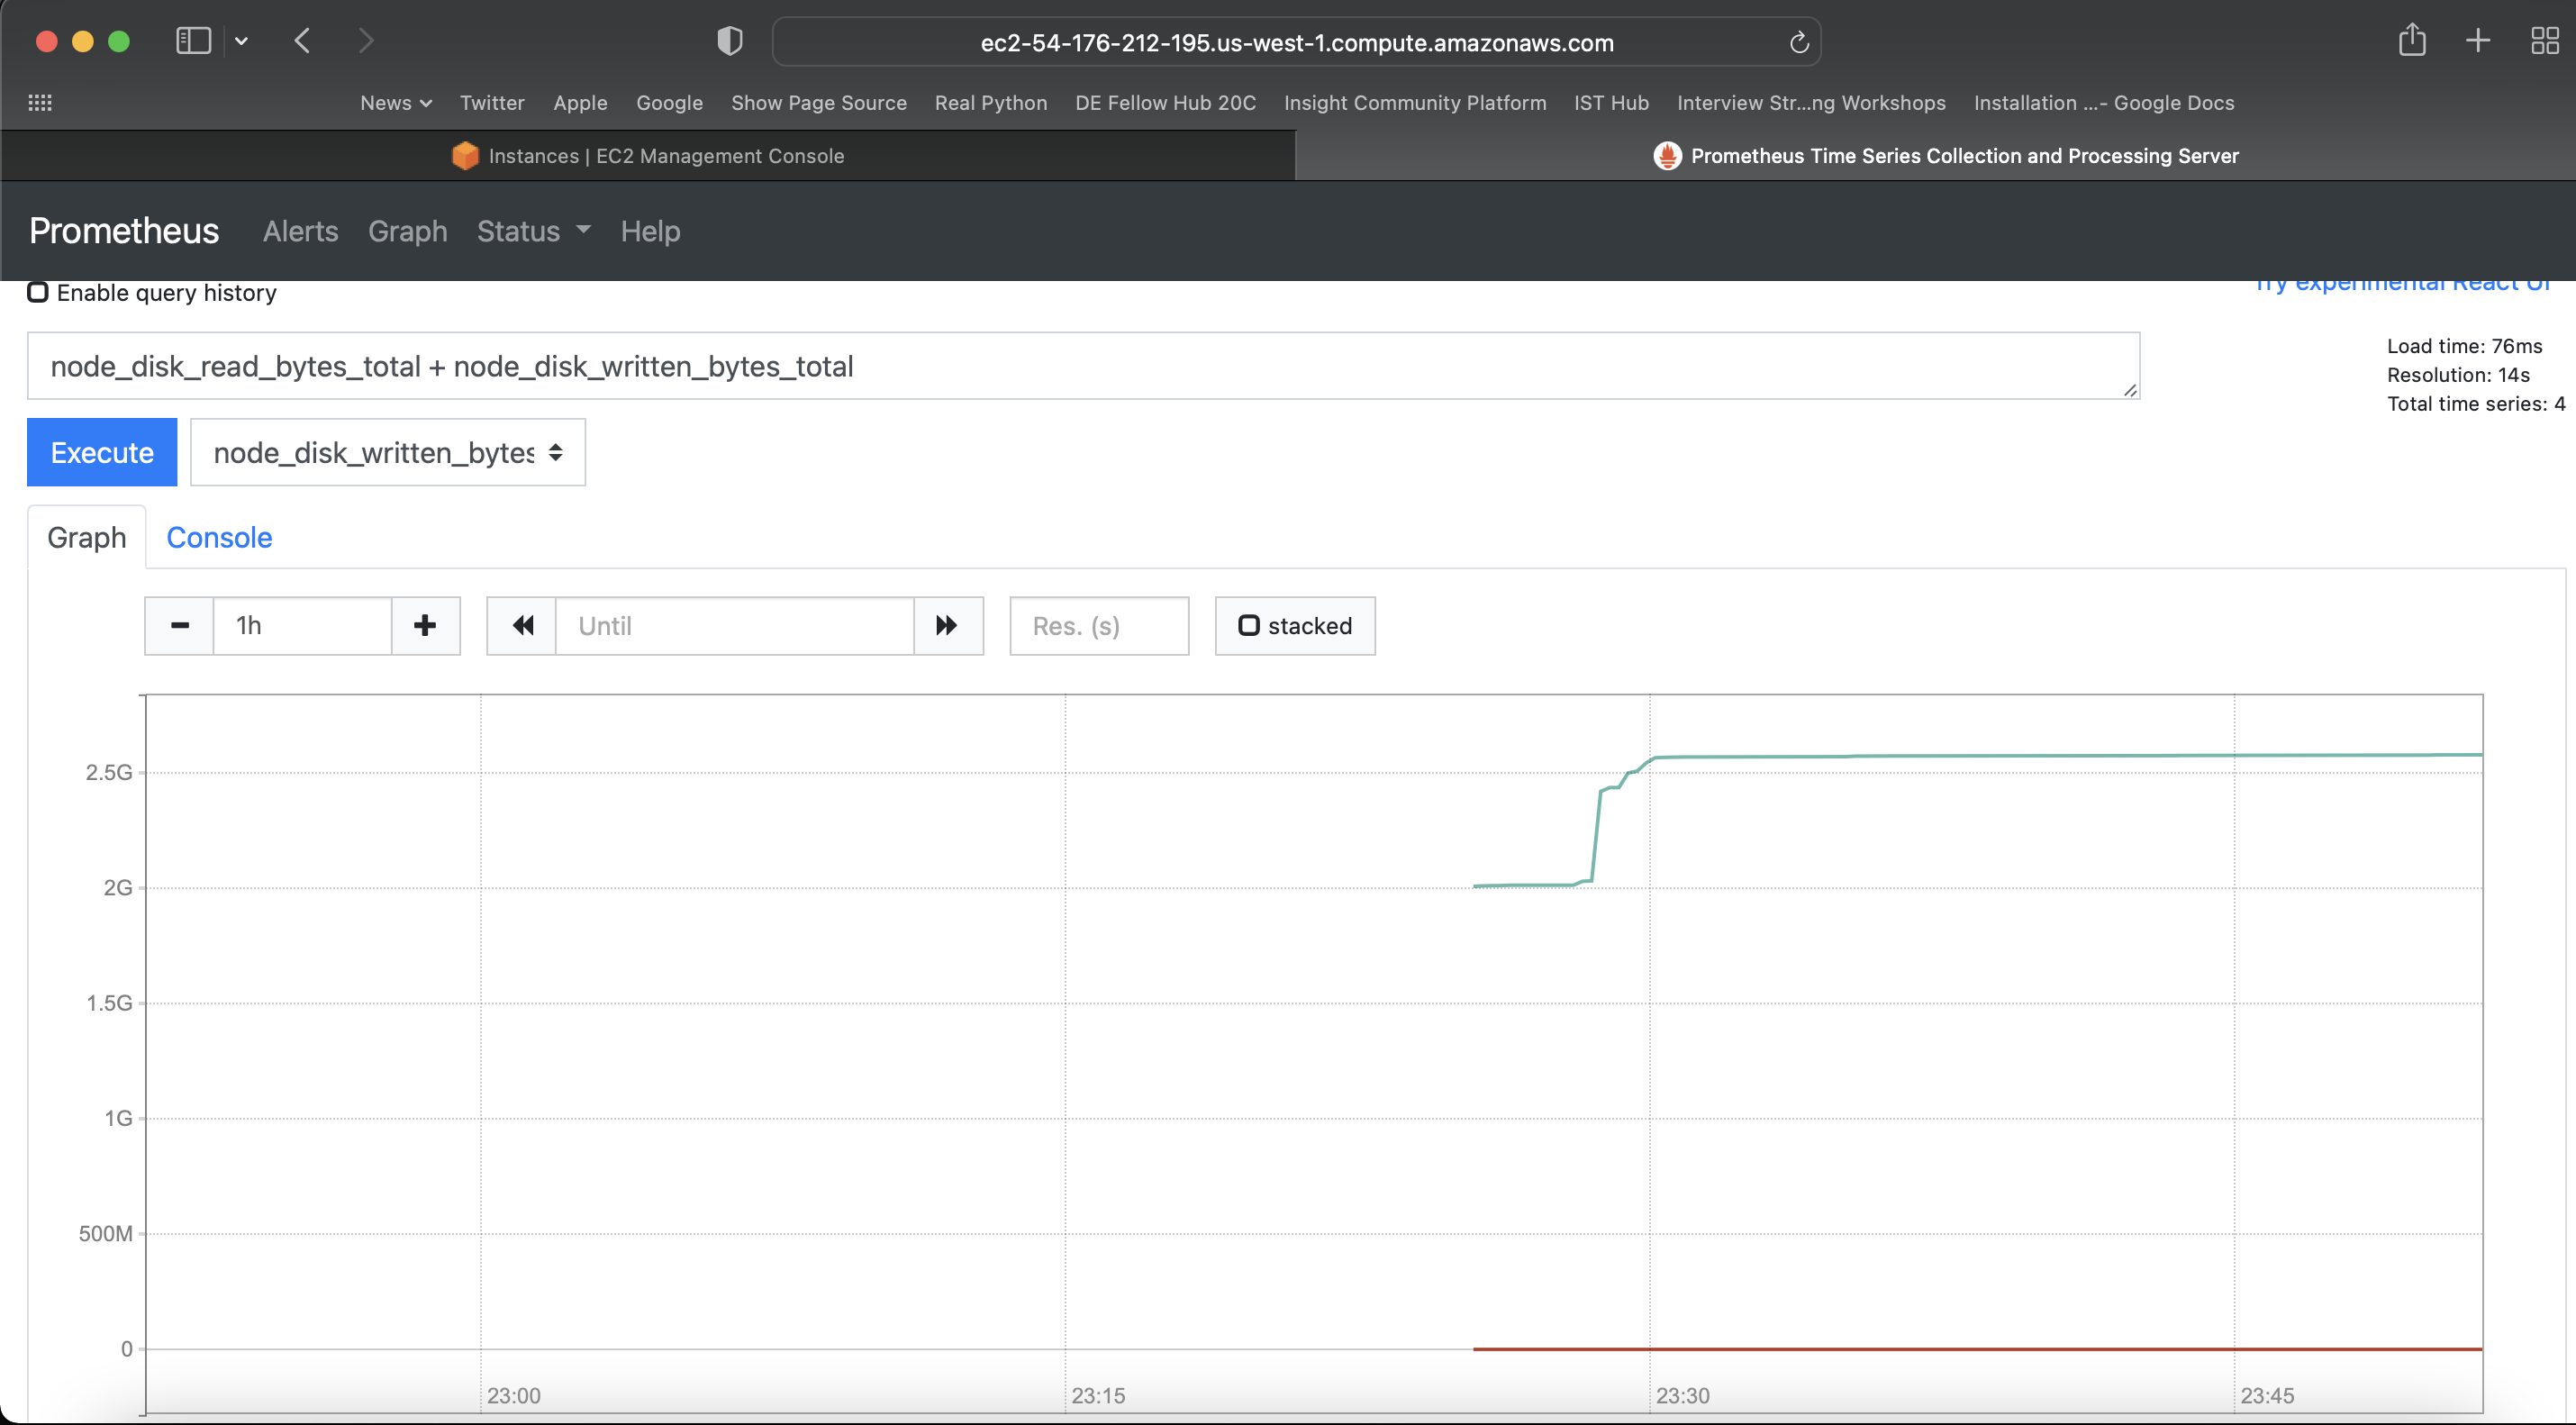 ec2-54-176-212-195.us-west-1.compute.amazonaws.com
News Twitter Apple Google Show Page Source Real Python DE Fellow Hub 20C Insight Community Platform IST Hub Interview Str...ng Workshops Installation ...- Google Docs
Instances | EC2 Management Console
Prometheus Time Series Collection and Processing Server
Prometheus Alerts Graph Status Help
Enable query history
Try experimental React UI
node_disk_read_bytes_total + node_disk_written_bytes_total
Load time: 76ms
Resolution: 14s
Total time series: 4
Execute
node_disk_written_bytes
Graph Console
1h
Until
Res. (s)
stacked
2.5G
2G
1.5G
1G
500M
0
23:00 23:15 23:30 23:45